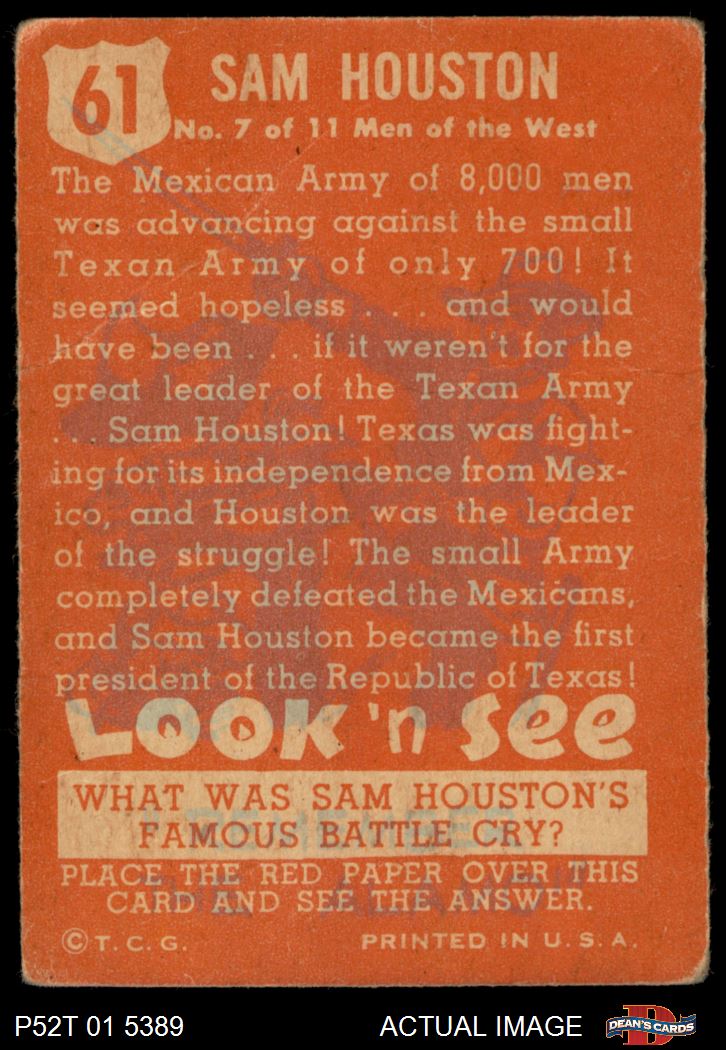 61
SAM HOUSTON
No. 7 of 11 Men of the West
The Mexican Army of 8,000 men
was advancing against the small
Texan Army of only 700! It
seemed hopeless . . . and would
have been . . . if it weren't for the
great leader of the Texan Army
. . . Sam Houston! Texas was fight-
ing for its independence from Mex-
ico, and Houston was the leader
of the struggle! The small Army
completely defeated the Mexicans,
and Sam Houston became the first
president of the Republic of Texas!
LOOK 'n See
WHAT WAS SAM HOUSTON'S
FAMOUS BATTLE CRY?
REMEMBER
PLACE THE RED PAPER OVER THIS
CARD AND SEE THE ANSWER.
THE ALAMO"
© T. C. G.
PRINTED IN U. S. A.
P52T 01 5389
ACTUAL IMAGE
D
DEAN'S CARDS